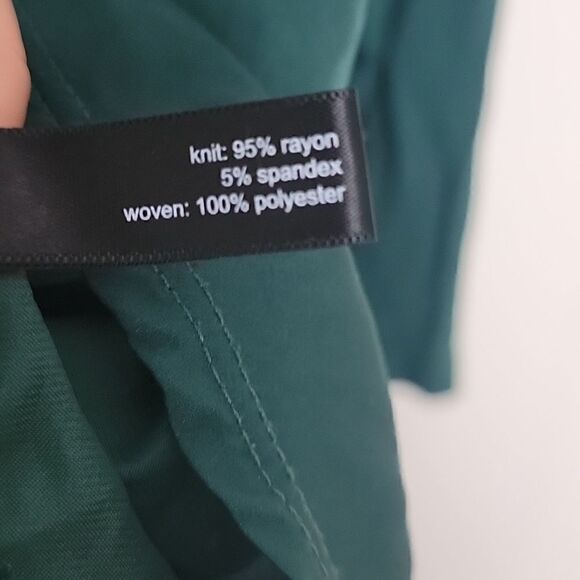 knit: 95% rayon
5% spandex
woven: 100% polyester